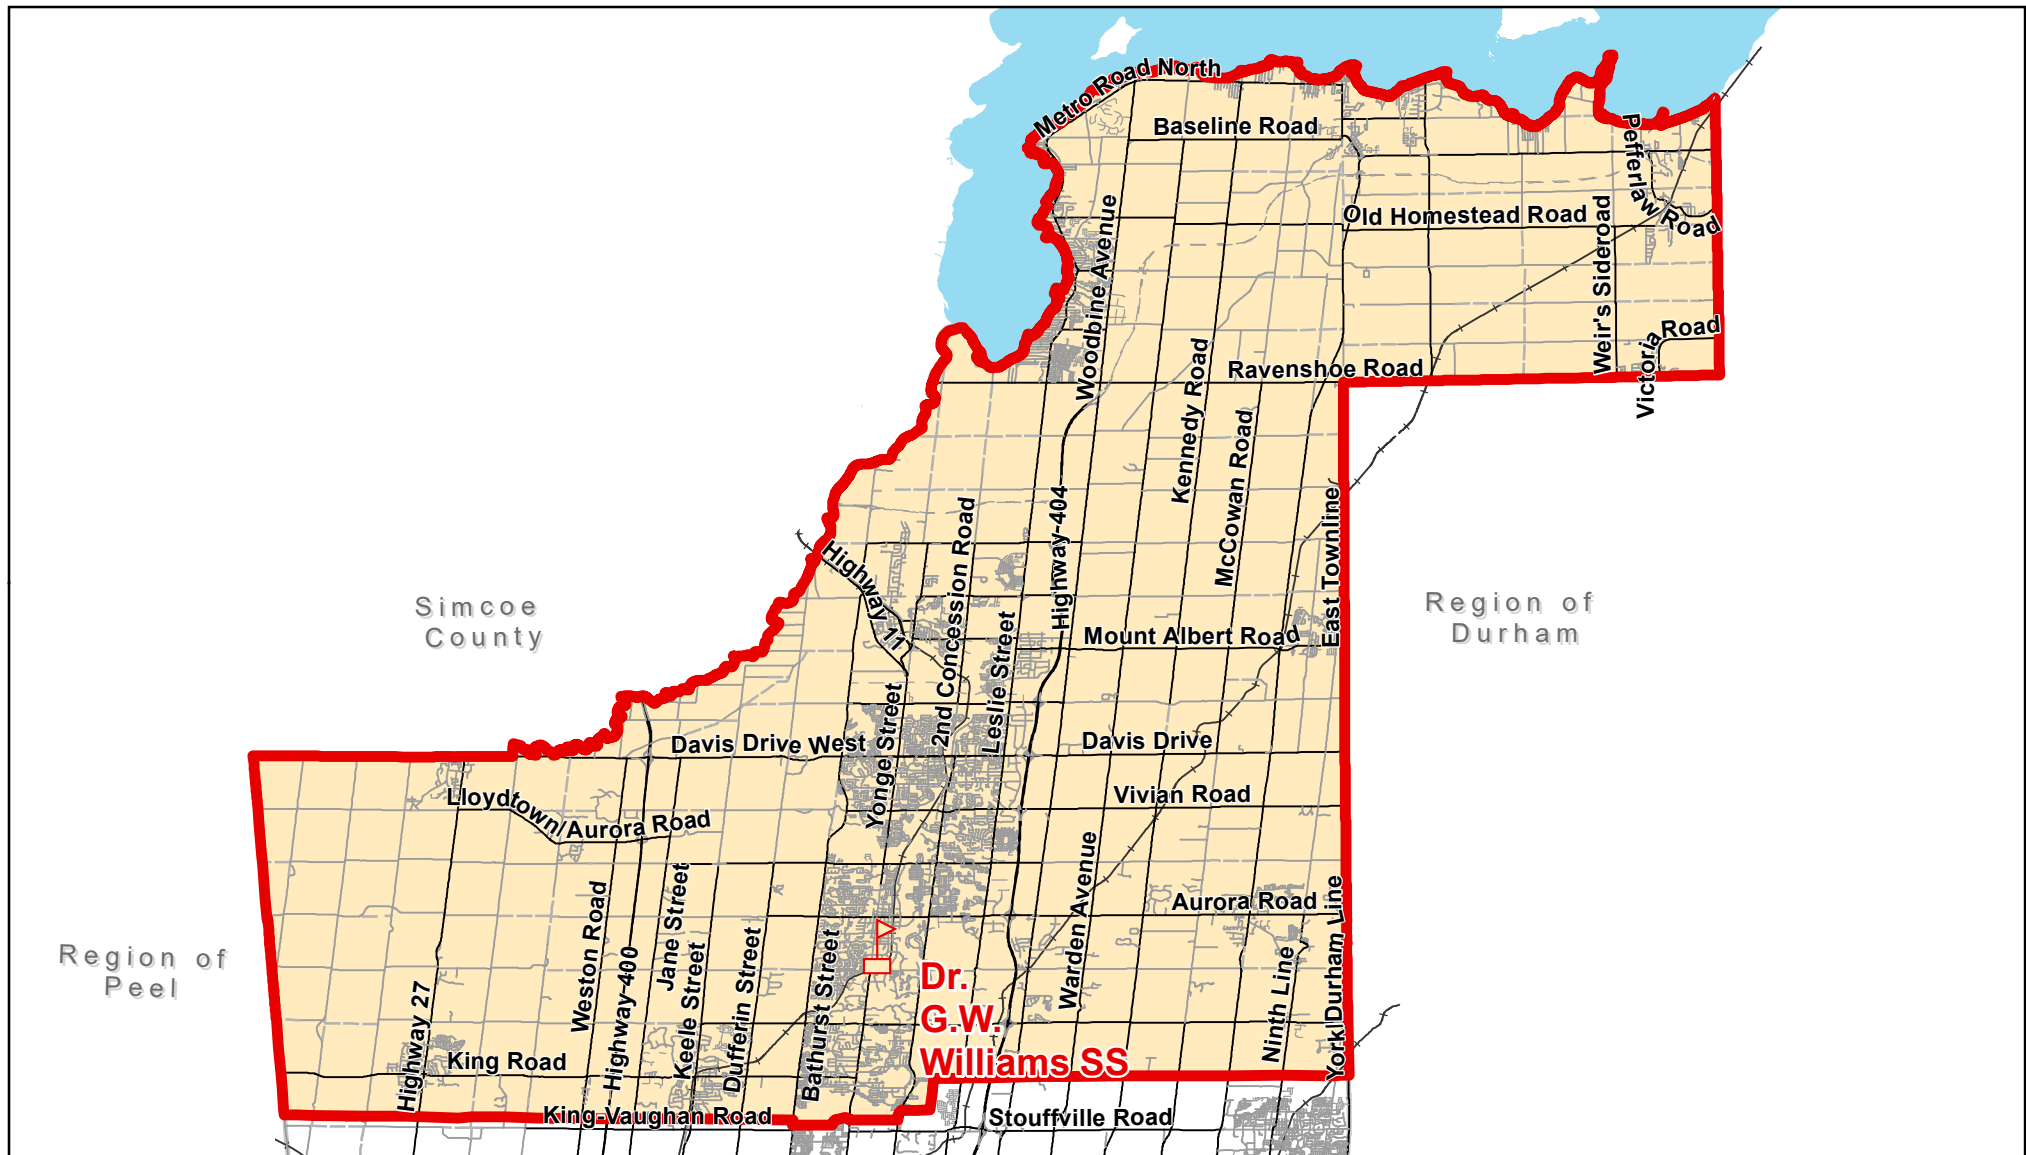 Metro Road North
Baseline Road
Pefferlaw Road
Old Homestead Road
Weir's Sideroad
Woodbine Avenue
Victoria Road
Ravenshoe Road
Kennedy Road
McCowan Road
East Townline
Highway 404
2nd Concession Road
Highway 11
Leslie Street
Mount Albert Road
Simcoe
County
Region of
Durham
Yonge Street
Davis Drive West
Davis Drive
Vivian Road
Lloydtown/Aurora Road
Warden Avenue
Aurora Road
York/Durham Line
Ninth Line
Weston Road
Highway 400
Jane Street
Keele Street
Dufferin Street
Bathurst Street
Region of
Peel
Highway 27
Dr.
G.W.
Williams SS
King Road
King-Vaughan Road
Stouffville Road